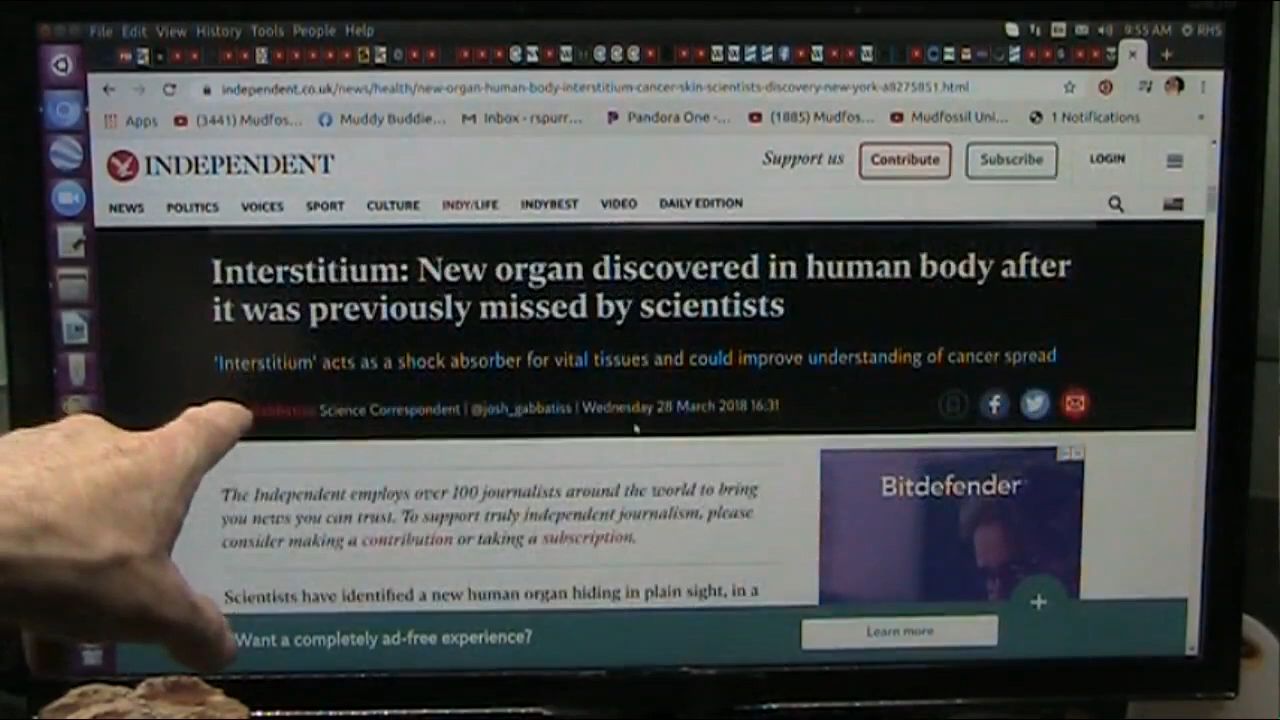 File Edit View History Tools People Help
9:55 AM RHS
independent.co.uk/news/health/new-organ-human-body-interstitium-cancer-skin-scientists-discovery-new-york-a8275851.html
Apps (3441) Mudfos... Muddy Buddie... Inbox - rspurr... Pandora One -... (1885) Mudfos... Mudfossil Uni... 1 Notifications
INDEPENDENT
Support us Contribute Subscribe LOGIN
NEWS POLITICS VOICES SPORT CULTURE INDY/LIFE INDYBEST VIDEO DAILY EDITION
Interstitium: New organ discovered in human body after
it was previously missed by scientists
'Interstitium' acts as a shock absorber for vital tissues and could improve understanding of cancer spread
Science Correspondent | @josh_gabbatiss | Wednesday 28 March 2018 16:31
The Independent employs over 100 journalists around the world to bring
you news you can trust. To support truly independent journalism, please
consider making a contribution or taking a subscription.
Bitdefender
Scientists have identified a new human organ hiding in plain sight, in a
Want a completely ad-free experience? Learn more